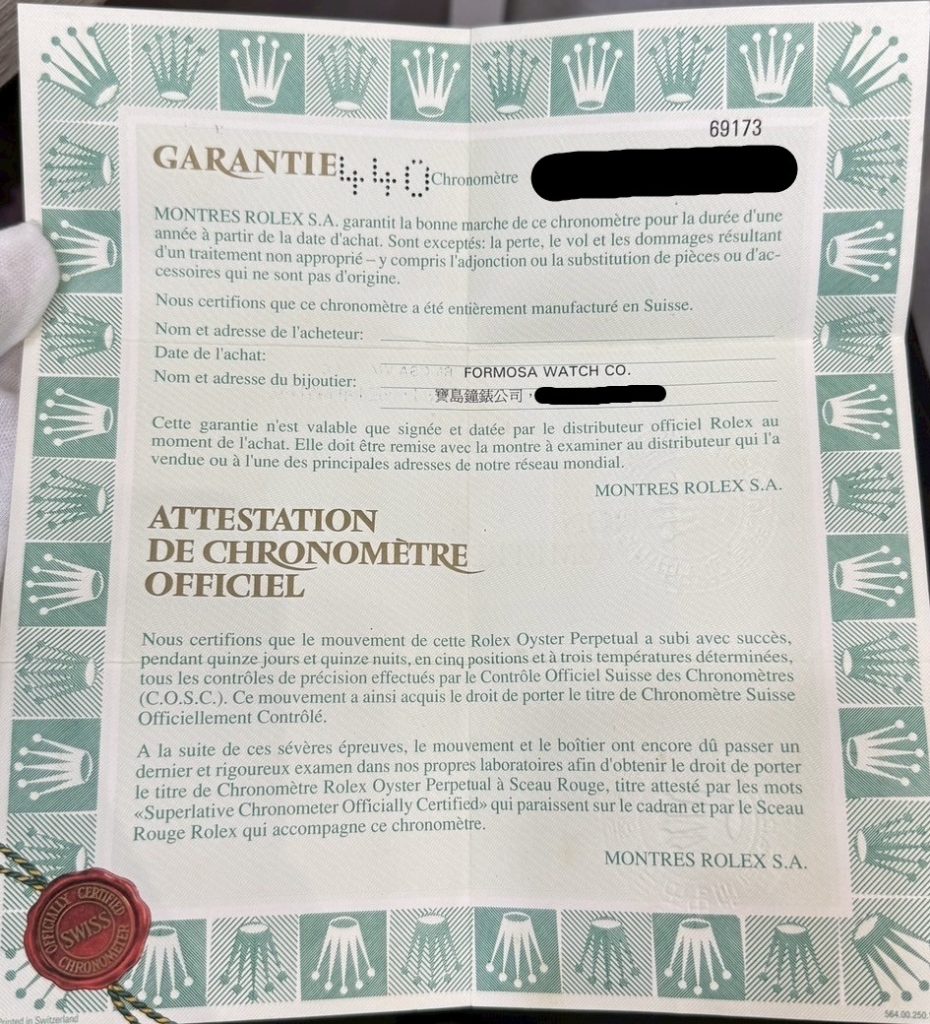 69173
GARANTIE 440 Chronomètre
MONTRES ROLEX S.A. garantit la bonne marche de ce chronomètre pour la durée d'une
année à partir de la date d'achat. Sont exceptés: la perte, le vol et les dommages résultant
d'un traitement non approprié – y compris l'adjonction ou la substitution de pièces ou d'ac-
cessoires qui ne sont pas d'origine.
Nous certifions que ce chronomètre a été entièrement manufacturé en Suisse.
Nom et adresse de l'acheteur:
Date de l'achat:
Nom et adresse du bijoutier: FORMOSA WATCH CO.
寶島鐘錶公司,
Cette garantie n'est valable que signée et datée par le distributeur officiel Rolex au
moment de l'achat. Elle doit être remise avec la montre à examiner au distributeur qui l'a
vendue ou à l'une des principales adresses de notre réseau mondial.
MONTRES ROLEX S.A.
ATTESTATION
DE CHRONOMÈTRE
OFFICIEL
Nous certifions que le mouvement de cette Rolex Oyster Perpetual a subi avec succès,
pendant quinze jours et quinze nuits, en cinq positions et à trois températures déterminées,
tous les contrôles de précision effectués par le Contrôle Officiel Suisse des Chronomètres
(C.O.S.C.). Ce mouvement a ainsi acquis le droit de porter le titre de Chronomètre Suisse
Officiellement Contrôlé.
A la suite de ces sévères épreuves, le mouvement et le boîtier ont encore dû passer un
dernier et rigoureux examen dans nos propres laboratoires afin d'obtenir le droit de porter
le titre de Chronomètre Rolex Oyster Perpetual à Sceau Rouge, titre attesté par les mots
«Superlative Chronometer Officially Certified» qui paraissent sur le cadran et par le Sceau
Rouge Rolex qui accompagne ce chronomètre.
MONTRES ROLEX S.A.
OFFICIALLY CERTIFIED
SWISS
CHRONOMETER
Printed in Switzerland
564.00.250.